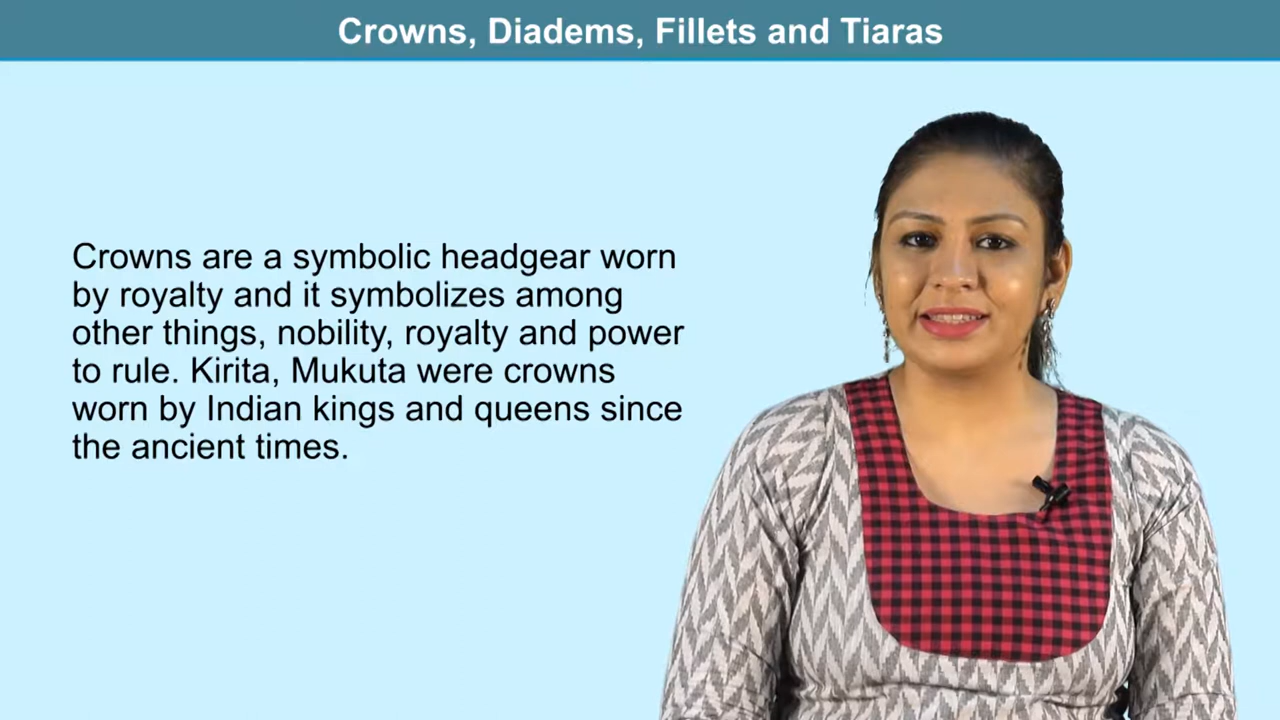 Crowns, Diadems, Fillets and Tiaras
Crowns are a symbolic headgear worn
by royalty and it symbolizes among
other things, nobility, royalty and power
to rule. Kirita, Mukuta were crowns
worn by Indian kings and queens since
the ancient times.